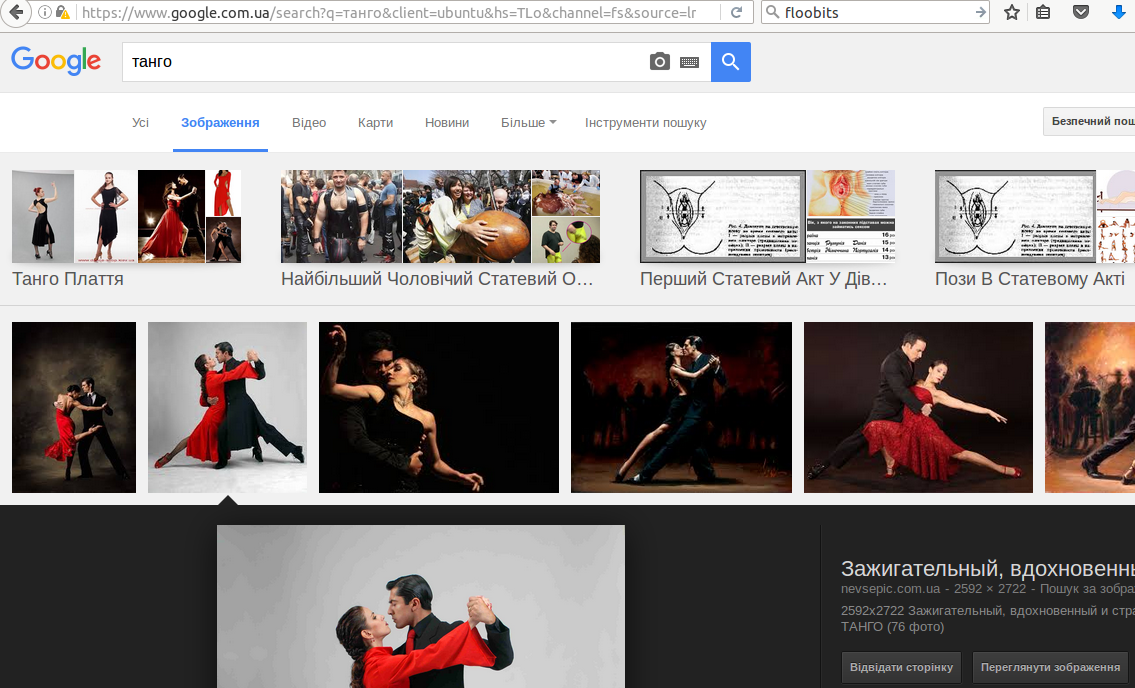 https://www.google.com.ua/search?q=танго&client=ubuntu&hs=TLo&channel=fs&source=lr
floobits
Google
танго
Усі
Зображення
Відео
Карти
Новини
Більше
Інструменти пошуку
Безпечний пош
Танго Плаття
Найбільший Чоловічий Статевий О…
Перший Статевий Акт У Дів…
Пози В Статевому Акті
Зажигательный, вдохновенны
nevsepic.com.ua - 2592 × 2722 - Пошук за зобра
2592x2722 Зажигательный, вдохновенный и стра
ТАНГО (76 фото)
Відвідати сторінку
Переглянути зображення